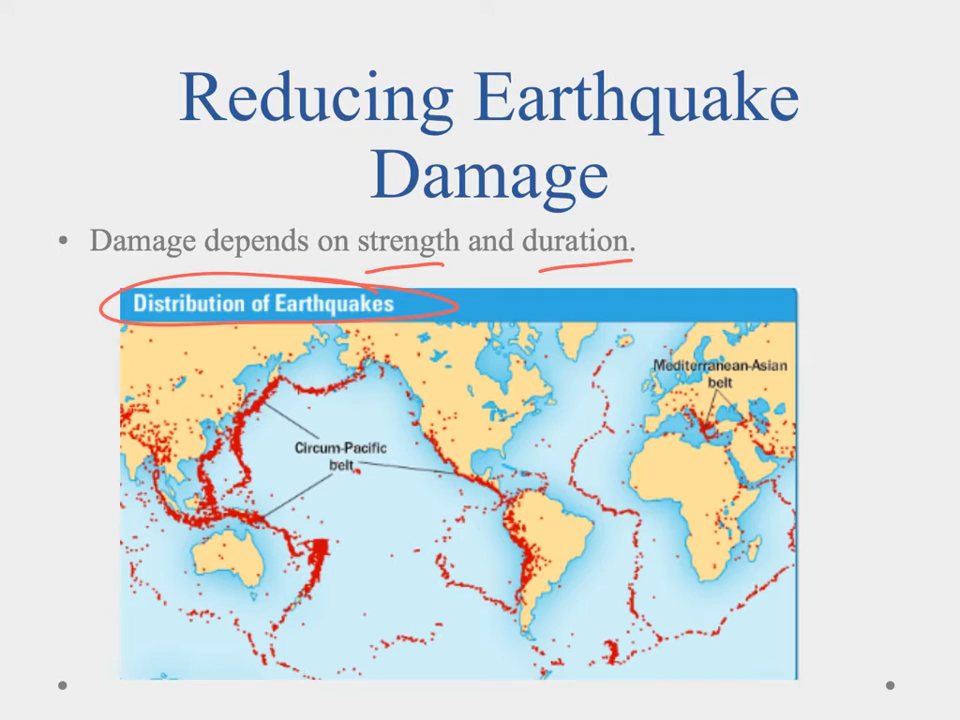 Reducing Earthquake
Damage
• Damage depends on strength and duration.
Distribution of Earthquakes
Mediterranean-Asian
belt
Circum-Pacific
belt